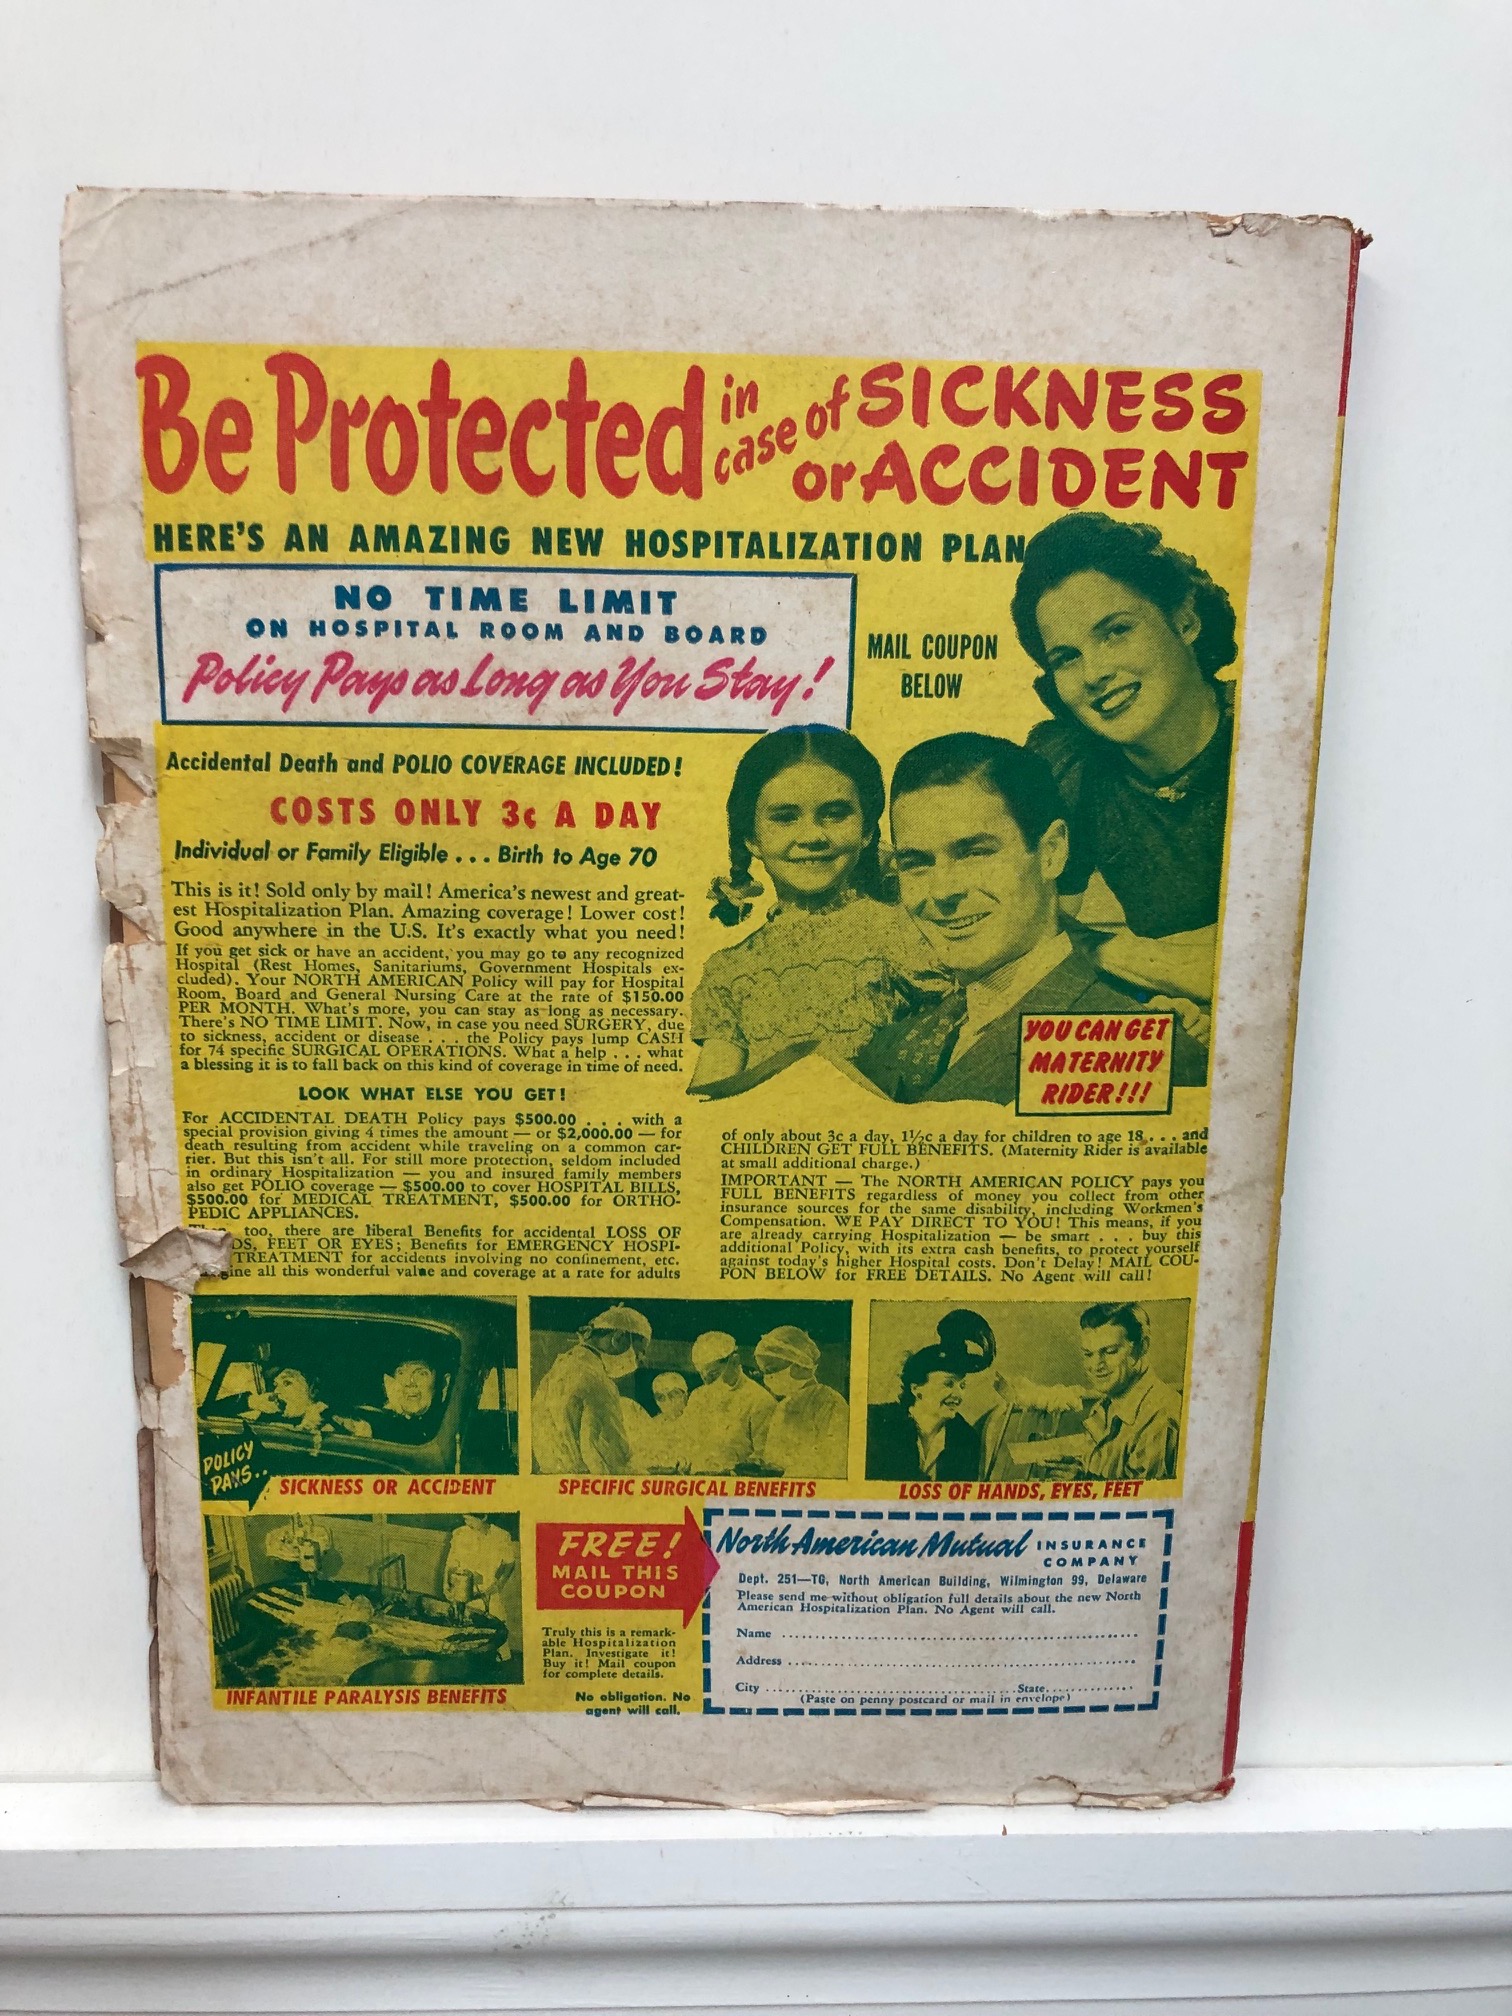 Be Protected in case of SICKNESS or ACCIDENT
HERE'S AN AMAZING NEW HOSPITALIZATION PLAN
NO TIME LIMIT
ON HOSPITAL ROOM AND BOARD
Policy Pays as Long as You Stay!
MAIL COUPON
BELOW
Accidental Death and POLIO COVERAGE INCLUDED!
COSTS ONLY 3¢ A DAY
Individual or Family Eligible . . . Birth to Age 70
This is it! Sold only by mail! America's newest and great-
est Hospitalization Plan. Amazing coverage! Lower cost!
Good anywhere in the U.S. It's exactly what you need!
If you get sick or have an accident, you may go to any recognized
Hospital (Rest Homes, Sanitariums, Government Hospitals ex-
cluded). Your NORTH AMERICAN Policy will pay for Hospital
Room, Board and General Nursing Care at the rate of $150.00
PER MONTH. What's more, you can stay as long as necessary.
There's NO TIME LIMIT. Now, in case you need SURGERY, due
to sickness, accident or disease . . . the Policy pays lump CASH
for 74 specific SURGICAL OPERATIONS. What a help . . . what
a blessing it is to fall back on this kind of coverage in time of need.
LOOK WHAT ELSE YOU GET!
For ACCIDENTAL DEATH Policy pays $500.00 . . . with a
special provision giving 4 times the amount — or $2,000.00 — for
death resulting from accident while traveling on a common car-
rier. But this isn't all. For still more protection, seldom included
in ordinary Hospitalization — you and insured family members
also get POLIO coverage — $500.00 to cover HOSPITAL BILLS,
$500.00 for MEDICAL TREATMENT, $500.00 for ORTHO-
PEDIC APPLIANCES.
too, there are liberal Benefits for accidental LOSS OF
DS, FEET OR EYES; Benefits for EMERGENCY HOSPI-
TREATMENT for accidents involving no confinement, etc.
gine all this wonderful value and coverage at a rate for adults
YOU CAN GET
MATERNITY
RIDER!!!
of only about 3c a day, 1½c a day for children to age 18 . . . and
CHILDREN GET FULL BENEFITS. (Maternity Rider is available
at small additional charge.)
IMPORTANT — The NORTH AMERICAN POLICY pays you
FULL BENEFITS regardless of money you collect from other
insurance sources for the same disability, including Workmen's
Compensation. WE PAY DIRECT TO YOU! This means, if you
are already carrying Hospitalization — be smart . . . buy this
additional Policy, with its extra cash benefits, to protect yourself
against today's higher Hospital costs. Don't Delay! MAIL COU-
PON BELOW for FREE DETAILS. No Agent will call!
POLICY
PAYS..
SICKNESS OR ACCIDENT
SPECIFIC SURGICAL BENEFITS
LOSS OF HANDS, EYES, FEET
INFANTILE PARALYSIS BENEFITS
FREE!
MAIL THIS
COUPON
Truly this is a remark-
able Hospitalization
Plan. Investigate it!
Buy it! Mail coupon
for complete details.
No obligation. No
agent will call.
North American Mutual INSURANCE
COMPANY
Dept. 251—TG, North American Building, Wilmington 99, Delaware
Please send me without obligation full details about the new North
American Hospitalization Plan. No Agent will call.
Name
Address
City State
(Paste on penny postcard or mail in envelope)